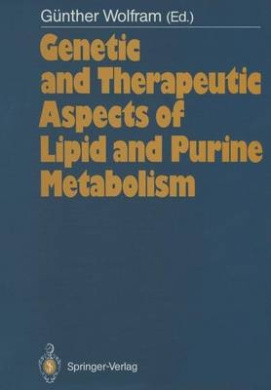 Günther Wolfram (Ed.)
Genetic
and Therapeutic
Aspects of
Lipid and Purine
Metabolism
Springer-Verlag